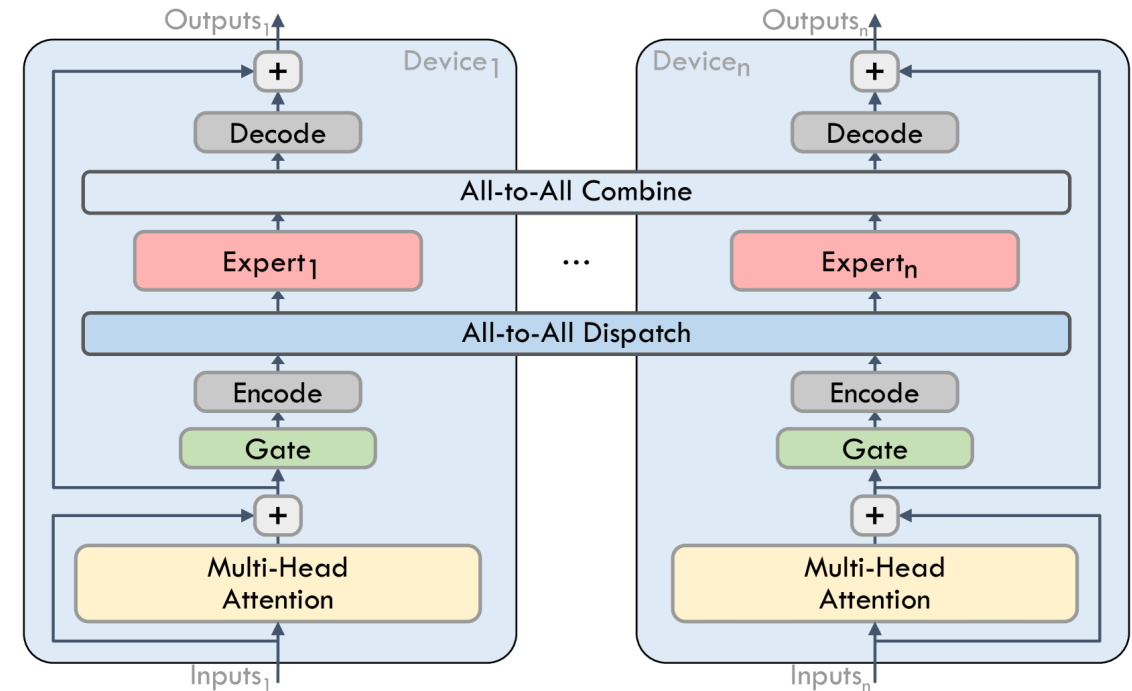 Outputs₁
Outputsₙ
Device₁
Deviceₙ
+
+
Decode
Decode
All-to-All Combine
Expert₁
...
Expertₙ
All-to-All Dispatch
Encode
Encode
Gate
Gate
+
+
Multi-Head
Attention
Multi-Head
Attention
Inputs₁
Inputsₙ